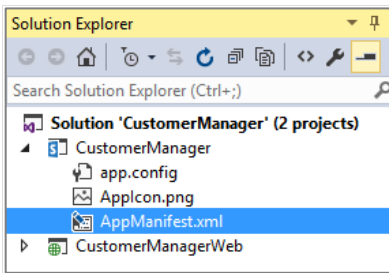 Solution Explorer
Search Solution Explorer (Ctrl+;)
Solution 'CustomerManager' (2 projects)
CustomerManager
app.config
AppIcon.png
AppManifest.xml
CustomerManagerWeb